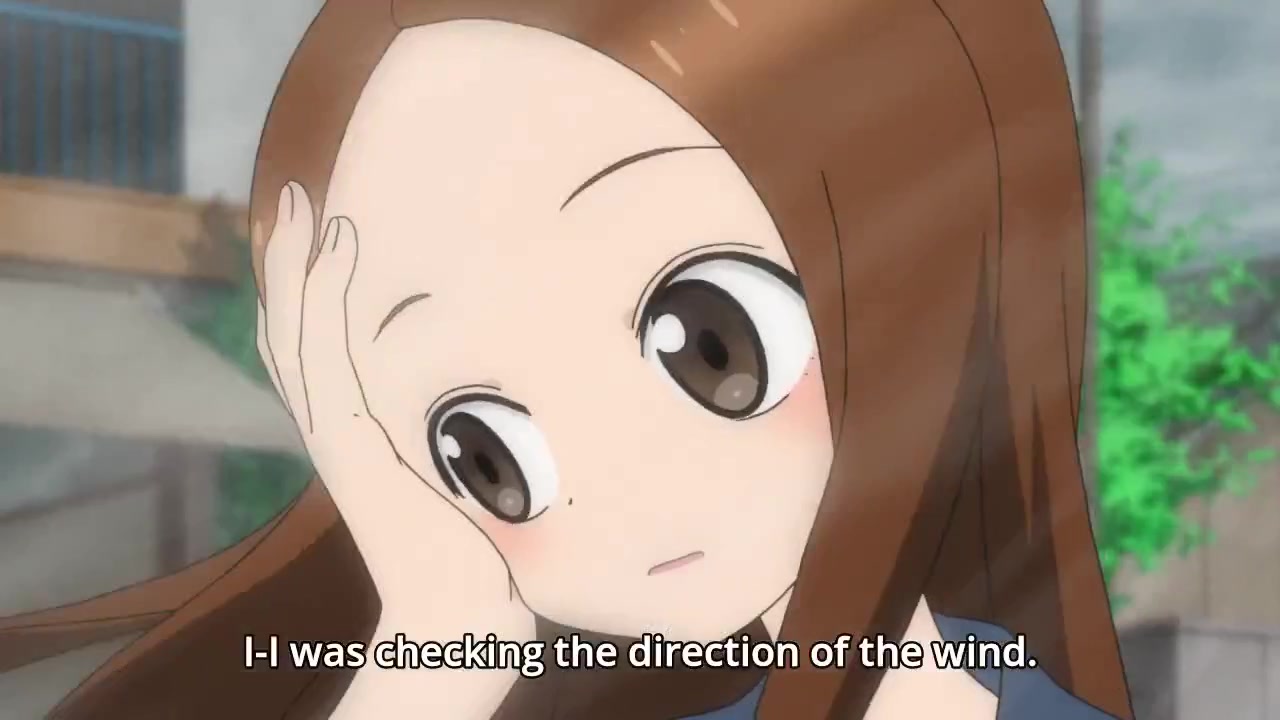 I-I was checking the direction of the wind.